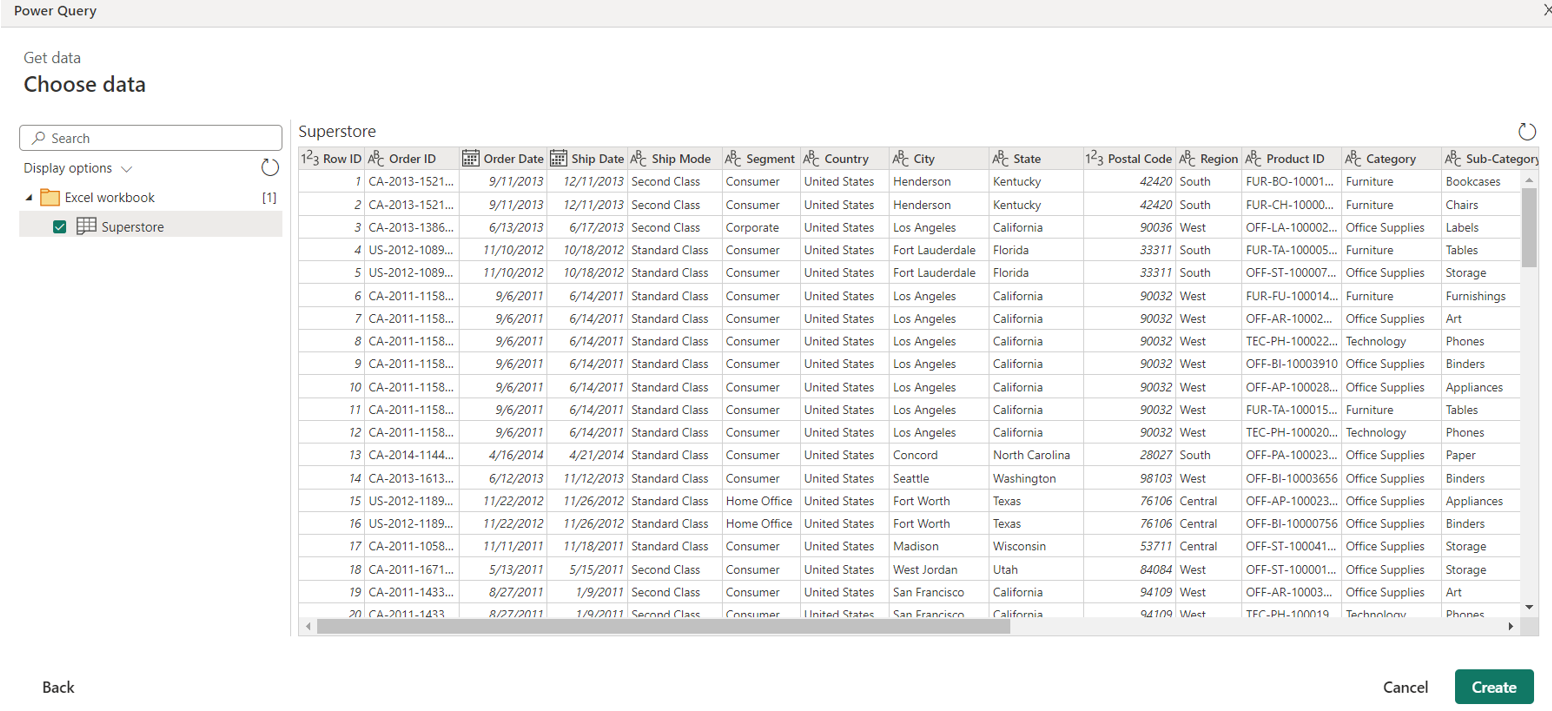 Power Query
Get data
Choose data
Search
Display options
Excel workbook [1]
Superstore
Superstore
1 2 3 Row ID ABC Order ID Order Date Ship Date ABC Ship Mode ABC Segment ABC Country ABC City ABC State 1 2 3 Postal Code ABC Region ABC Product ID ABC Category ABC Sub-Category
1 CA-2013-1521... 9/11/2013 12/11/2013 Second Class Consumer United States Henderson Kentucky 42420 South FUR-BO-10001... Furniture Bookcases
2 CA-2013-1521... 9/11/2013 12/11/2013 Second Class Consumer United States Henderson Kentucky 42420 South FUR-CH-10000... Furniture Chairs
3 CA-2013-1386... 6/13/2013 6/17/2013 Second Class Corporate United States Los Angeles California 90036 West OFF-LA-100002... Office Supplies Labels
4 US-2012-1089... 11/10/2012 10/18/2012 Standard Class Consumer United States Fort Lauderdale Florida 33311 South FUR-TA-100005... Furniture Tables
5 US-2012-1089... 11/10/2012 10/18/2012 Standard Class Consumer United States Fort Lauderdale Florida 33311 South OFF-ST-100007... Office Supplies Storage
6 CA-2011-1158... 9/6/2011 6/14/2011 Standard Class Consumer United States Los Angeles California 90032 West FUR-FU-100014... Furniture Furnishings
7 CA-2011-1158... 9/6/2011 6/14/2011 Standard Class Consumer United States Los Angeles California 90032 West OFF-AR-10002... Office Supplies Art
8 CA-2011-1158... 9/6/2011 6/14/2011 Standard Class Consumer United States Los Angeles California 90032 West TEC-PH-100022... Technology Phones
9 CA-2011-1158... 9/6/2011 6/14/2011 Standard Class Consumer United States Los Angeles California 90032 West OFF-BI-10003910 Office Supplies Binders
10 CA-2011-1158... 9/6/2011 6/14/2011 Standard Class Consumer United States Los Angeles California 90032 West OFF-AP-100028... Office Supplies Appliances
11 CA-2011-1158... 9/6/2011 6/14/2011 Standard Class Consumer United States Los Angeles California 90032 West FUR-TA-100015... Furniture Tables
12 CA-2011-1158... 9/6/2011 6/14/2011 Standard Class Consumer United States Los Angeles California 90032 West TEC-PH-100020... Technology Phones
13 CA-2014-1144... 4/16/2014 4/21/2014 Standard Class Consumer United States Concord North Carolina 28027 South OFF-PA-100023... Office Supplies Paper
14 CA-2013-1613... 6/12/2013 11/12/2013 Standard Class Consumer United States Seattle Washington 98103 West OFF-BI-10003656 Office Supplies Binders
15 US-2012-1189... 11/22/2012 11/26/2012 Standard Class Home Office United States Fort Worth Texas 76106 Central OFF-AP-100023... Office Supplies Appliances
16 US-2012-1189... 11/22/2012 11/26/2012 Standard Class Home Office United States Fort Worth Texas 76106 Central OFF-BI-10000756 Office Supplies Binders
17 CA-2011-1058... 11/11/2011 11/18/2011 Standard Class Consumer United States Madison Wisconsin 53711 Central OFF-ST-100041... Office Supplies Storage
18 CA-2011-1671... 5/13/2011 5/15/2011 Second Class Consumer United States West Jordan Utah 84084 West OFF-ST-100001... Office Supplies Storage
19 CA-2011-1433... 8/27/2011 1/9/2011 Second Class Consumer United States San Francisco California 94109 West OFF-AR-10003... Office Supplies Art
20 CA-2011-1433... 8/27/2011 1/9/2011 Second Class Consumer United States San Francisco California 94109 West TEC-PH-100019... Technology Phones
Back
Cancel
Create